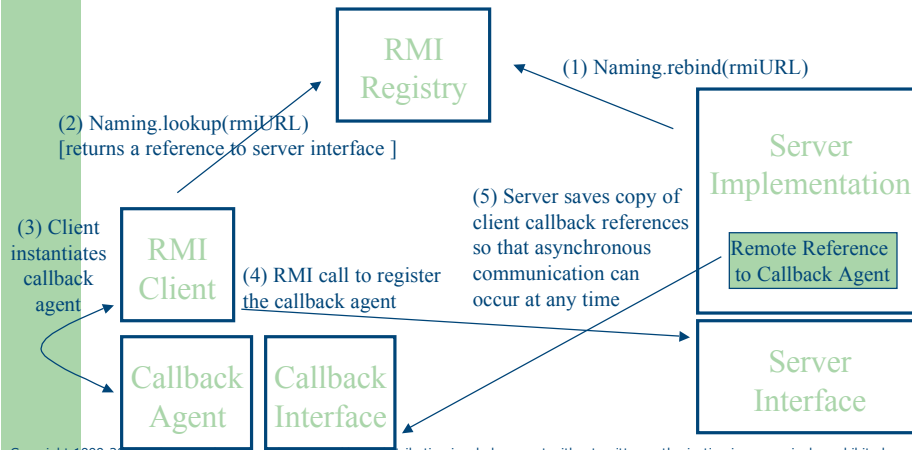 RMI
Registry
(1) Naming.rebind(rmiURL)
(2) Naming.lookup(rmiURL)
[returns a reference to server interface ]
Server
Implementation
(5) Server saves copy of
client callback references
so that asynchronous
communication can
occur at any time
Remote Reference
to Callback Agent
(3) Client
instantiates
callback
agent
RMI
Client
(4) RMI call to register
the callback agent
Callback
Agent
Callback
Interface
Server
Interface